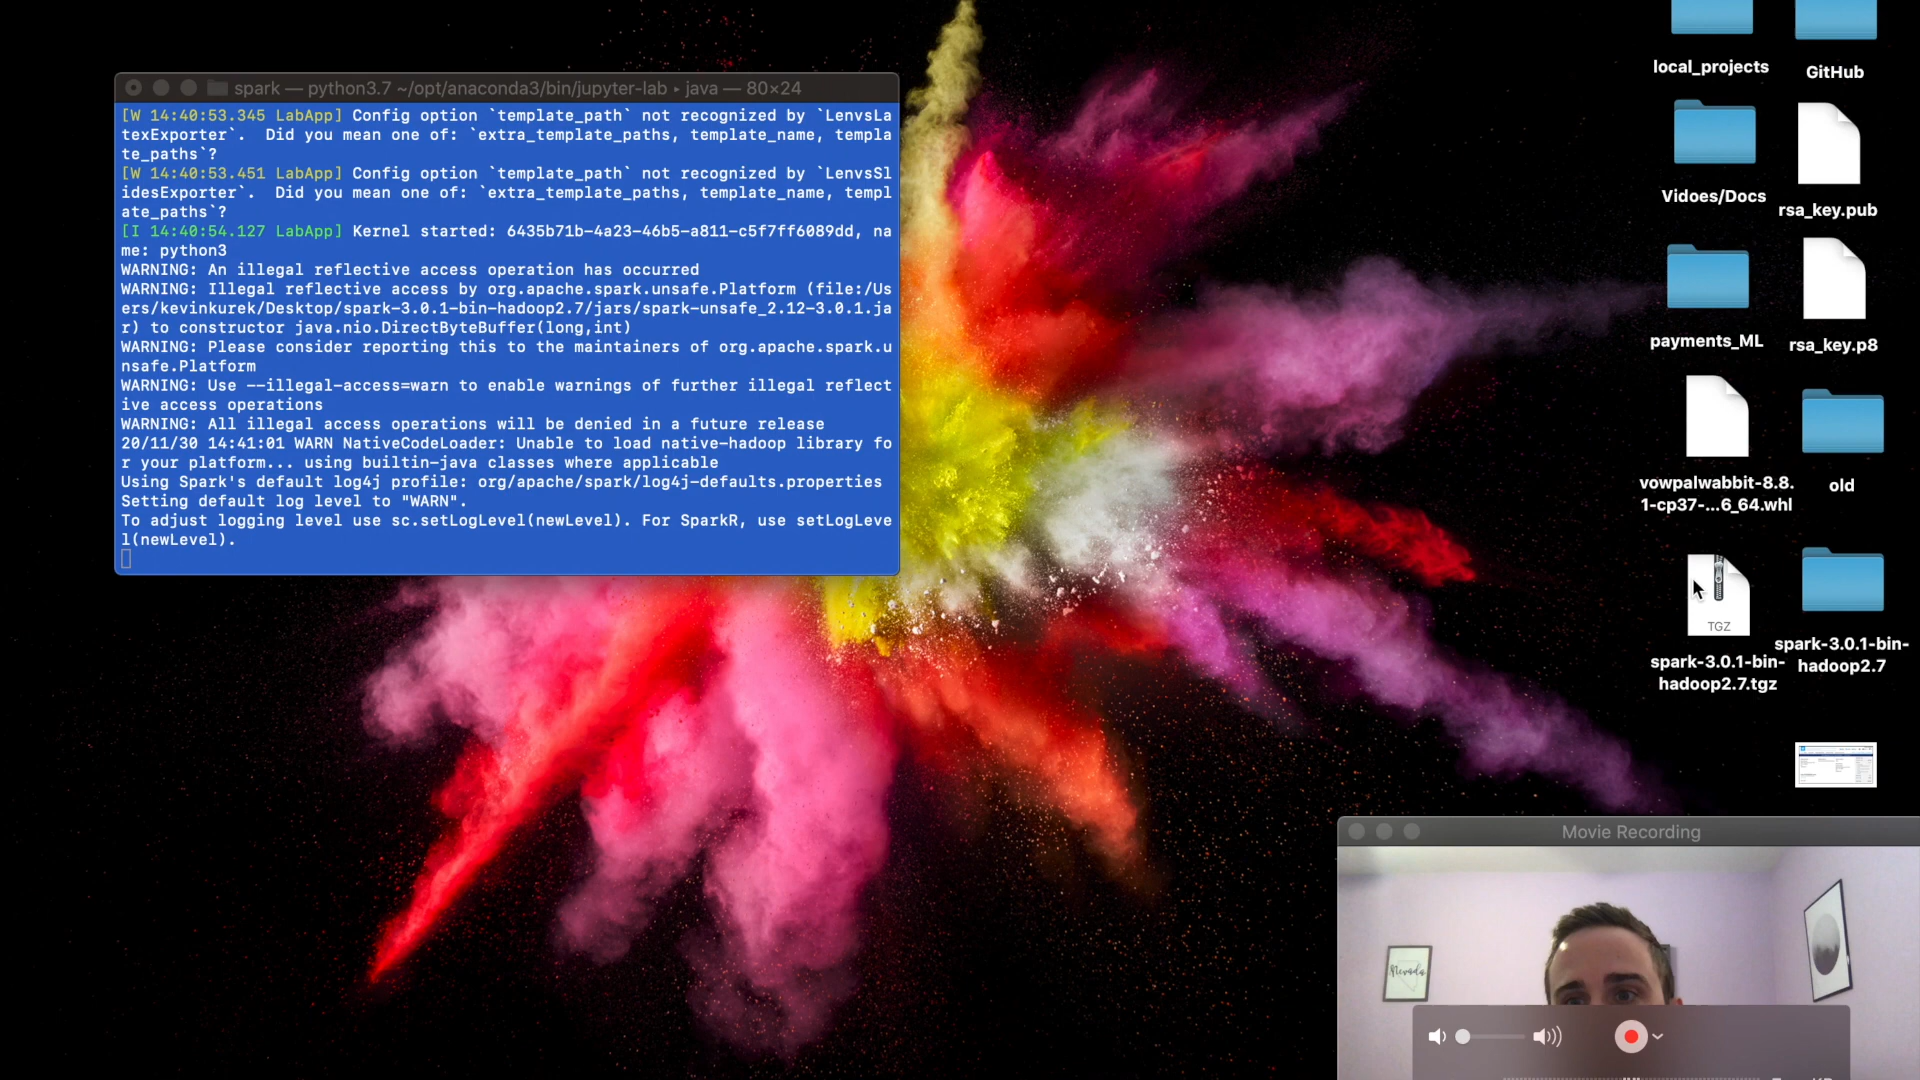 spark — python3.7 ~/opt/anaconda3/bin/jupyter-lab ▸ java — 80×24
[W 14:40:53.345 LabApp] Config option `template_path` not recognized by `LenvsLa
texExporter`.  Did you mean one of: `extra_template_paths, template_name, templa
te_paths`?
[W 14:40:53.451 LabApp] Config option `template_path` not recognized by `LenvsSl
idesExporter`.  Did you mean one of: `extra_template_paths, template_name, templ
ate_paths`?
[I 14:40:54.127 LabApp] Kernel started: 6435b71b-4a23-46b5-a811-c5f7ff6089dd, na
me: python3
WARNING: An illegal reflective access operation has occurred
WARNING: Illegal reflective access by org.apache.spark.unsafe.Platform (file:/Us
ers/kevinkurek/Desktop/spark-3.0.1-bin-hadoop2.7/jars/spark-unsafe_2.12-3.0.1.ja
r) to constructor java.nio.DirectByteBuffer(long,int)
WARNING: Please consider reporting this to the maintainers of org.apache.spark.u
nsafe.Platform
WARNING: Use --illegal-access=warn to enable warnings of further illegal reflect
ive access operations
WARNING: All illegal access operations will be denied in a future release
20/11/30 14:41:01 WARN NativeCodeLoader: Unable to load native-hadoop library fo
r your platform... using builtin-java classes where applicable
Using Spark's default log4j profile: org/apache/spark/log4j-defaults.properties
Setting default log level to "WARN".
To adjust logging level use sc.setLogLevel(newLevel). For SparkR, use setLogLeve
l(newLevel).
local_projects
GitHub
Vidoes/Docs
rsa_key.pub
payments_ML
rsa_key.p8
vowpalwabbit-8.8.
1-cp37-...6_64.whl
old
TGZ
spark-3.0.1-bin-
hadoop2.7.tgz
spark-3.0.1-bin-
hadoop2.7
Movie Recording
Nevada